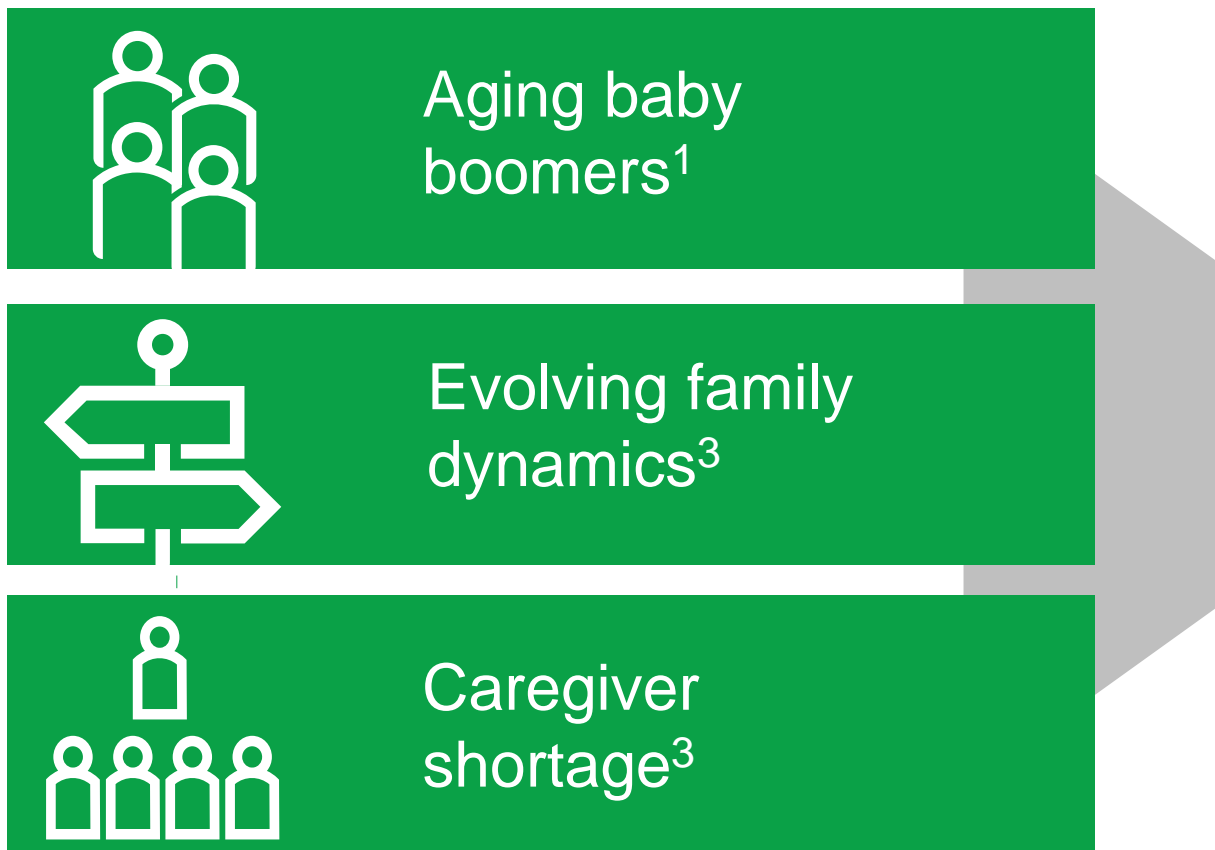 Aging baby
boomers¹
Evolving family
dynamics³
Caregiver
shortage³